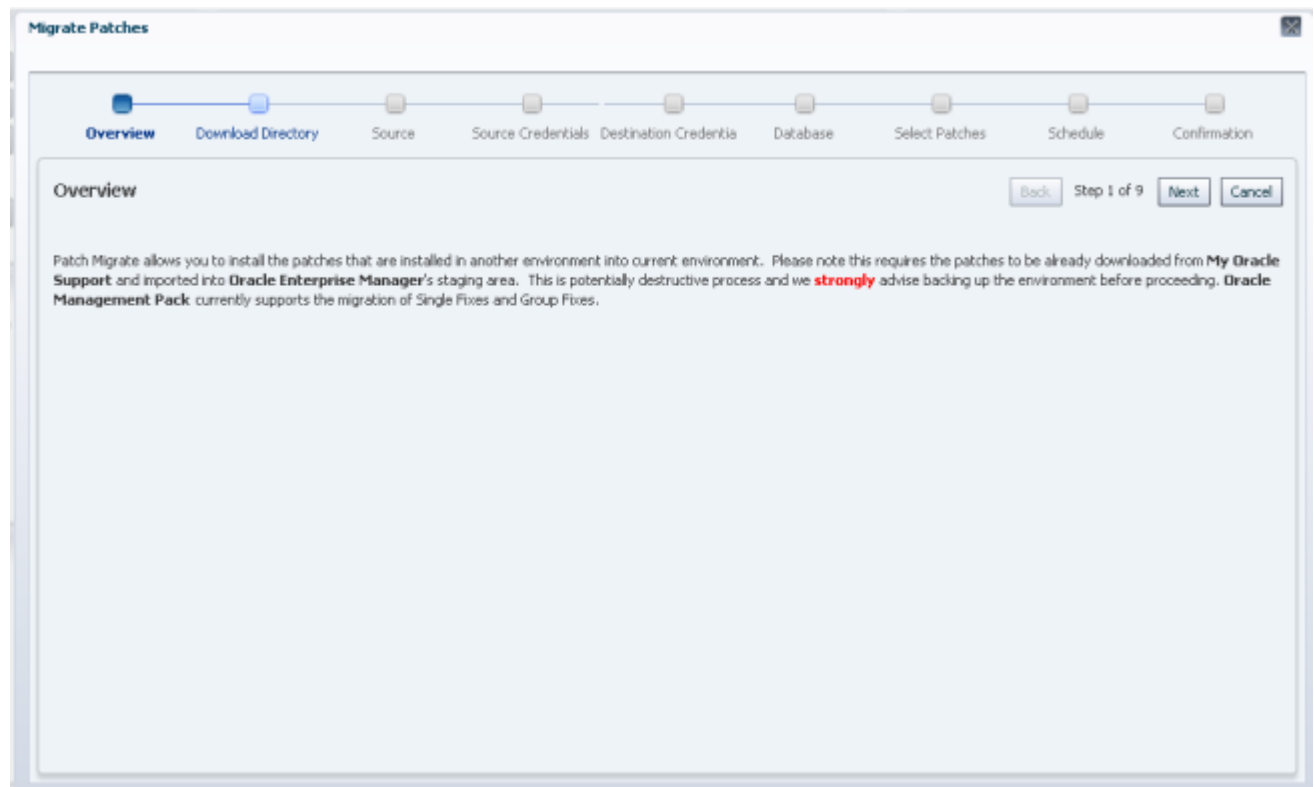 Migrate Patches
Overview Download Directory Source Source Credentials Destination Credentia Database Select Patches Schedule Confirmation
Overview Back Step 1 of 9 Next Cancel
Patch Migrate allows you to install the patches that are installed in another environment into current environment. Please note this requires the patches to be already downloaded from My Oracle
Support and imported into Oracle Enterprise Manager's staging area. This is potentially destructive process and we strongly advise backing up the environment before proceeding. Oracle
Management Pack currently supports the migration of Single Fixes and Group Fixes.